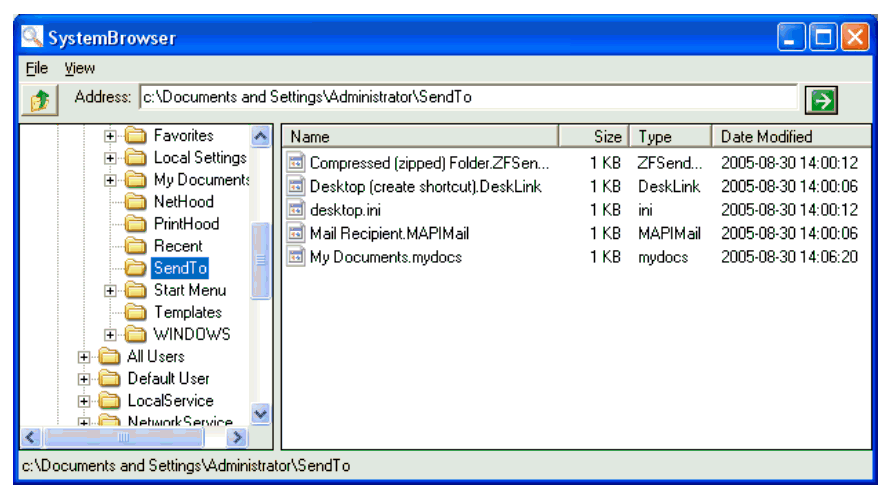 SystemBrowser
File View
Address: c:\Documents and Settings\Administrator\SendTo
Favorites
Local Settings
My Documents
NetHood
PrintHood
Recent
SendTo
Start Menu
Templates
WINDOWS
All Users
Default User
LocalService
NetworkService
Name Size Type Date Modified
Compressed (zipped) Folder.ZFSen... 1 KB ZFSend... 2005-08-30 14:00:12
Desktop (create shortcut).DeskLink 1 KB DeskLink 2005-08-30 14:00:06
desktop.ini 1 KB ini 2005-08-30 14:00:12
Mail Recipient.MAPIMail 1 KB MAPIMail 2005-08-30 14:00:06
My Documents.mydocs 1 KB mydocs 2005-08-30 14:06:20
c:\Documents and Settings\Administrator\SendTo